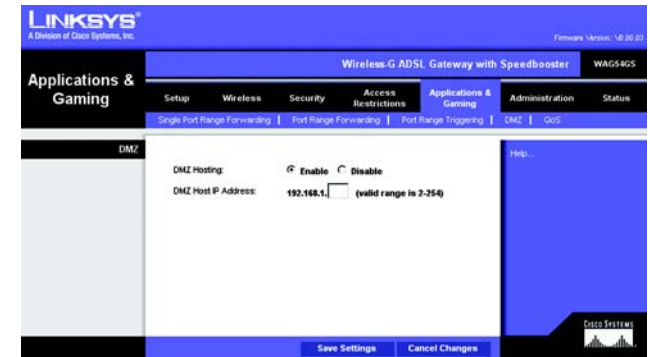 LINKSYS®
A Division of Cisco Systems, Inc.
Firmware Version: V0.00.03
Wireless-G ADSL Gateway with Speedbooster WAG54GS
Applications & Gaming
Setup Wireless Security Access Restrictions Applications & Gaming Administration Status
Single Port Range Forwarding | Port Range Forwarding | Port Range Triggering | DMZ | QoS
DMZ
DMZ Hosting: Enable Disable
DMZ Host IP Address: 192.168.1. (valid range is 2-254)
Help...
Save Settings Cancel Changes
CISCO SYSTEMS